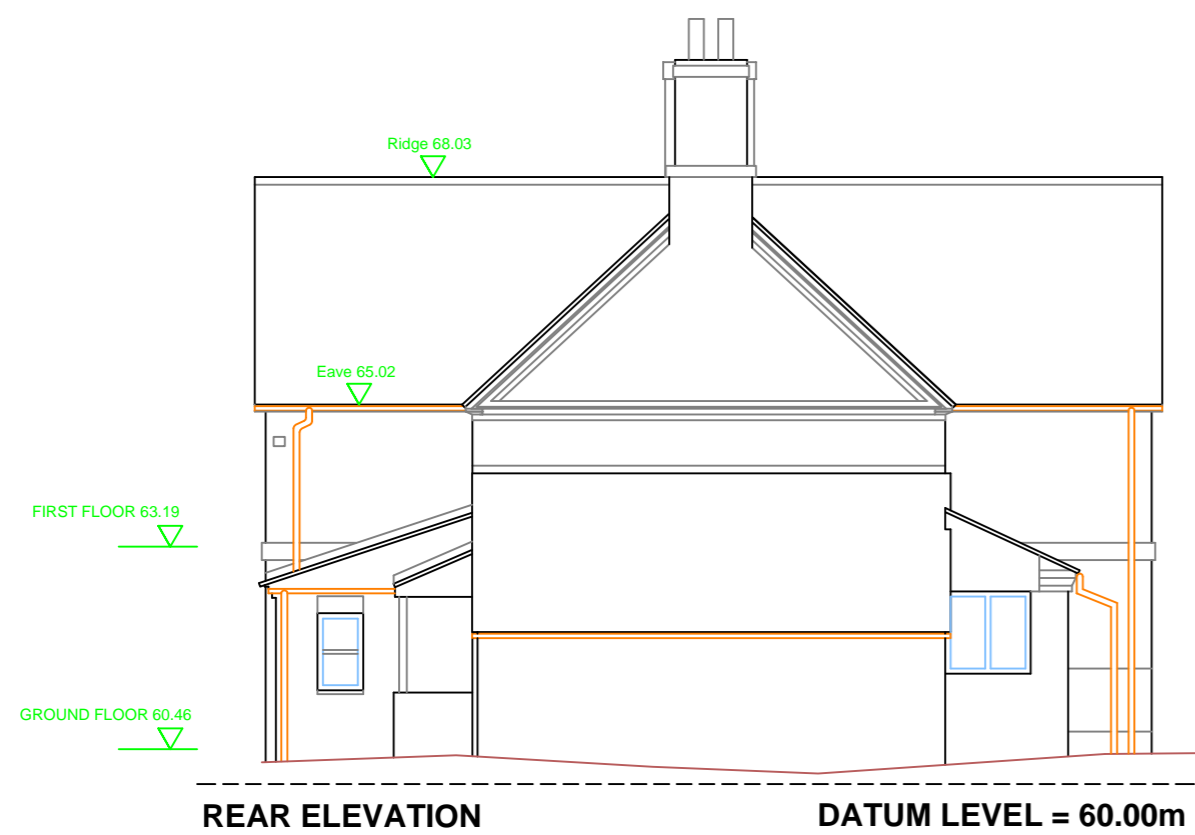 Ridge 68.03
Eave 65.02
FIRST FLOOR 63.19
GROUND FLOOR 60.46
REAR ELEVATION
DATUM LEVEL = 60.00m